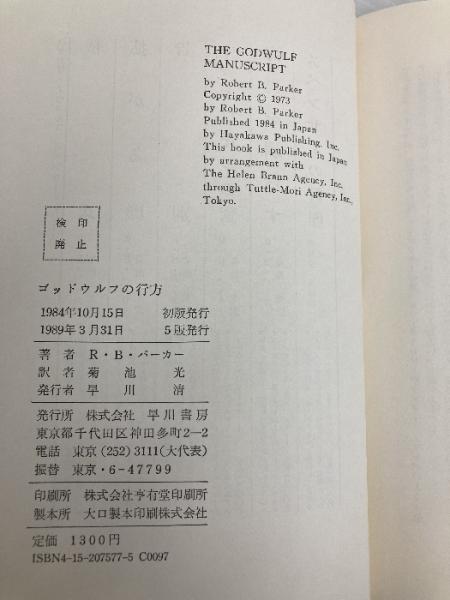 THE GODWULF
MANUSCRIPT
by Robert B. Parker
Copyright © 1973
by Robert B. Parker
Published 1984 in Japan
by Hayakawa Publishing, Inc.
This book is published in Japan
by arrangement with
The Helen Brann Agency, Inc.
through Tuttle-Mori Agency, Inc.,
Tokyo.
検印
廃止
ゴッドウルフの行方
1984年10月15日 初版発行
1989年3月31日 5版発行
著者 R・B・パーカー
訳者 菊池光
発行者 早川清
発行所 株式会社 早川書房
東京都千代田区神田多町2―2
電話 東京(252)3111(大代表)
振替 東京・6-47799
印刷所 株式会社亨有堂印刷所
製本所 大口製本印刷株式会社
定価 1300円
ISBN4-15-207577-5 C0097